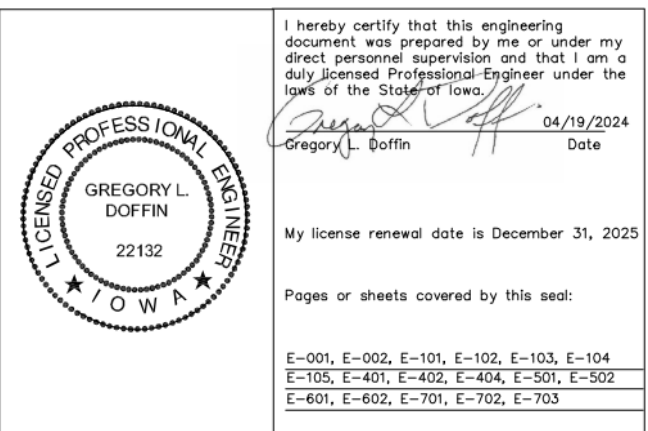 LICENSED PROFESSIONAL ENGINEER
GREGORY L.
DOFFIN
22132
★ IOWA ★
I hereby certify that this engineering
document was prepared by me or under my
direct personnel supervision and that I am a
duly licensed Professional Engineer under the
laws of the State of Iowa.
Gregory L. Doffin
04/19/2024
Gregory L. Doffin Date
My license renewal date is December 31, 2025
Pages or sheets covered by this seal:
E-001, E-002, E-101, E-102, E-103, E-104
E-105, E-401, E-402, E-404, E-501, E-502
E-601, E-602, E-701, E-702, E-703